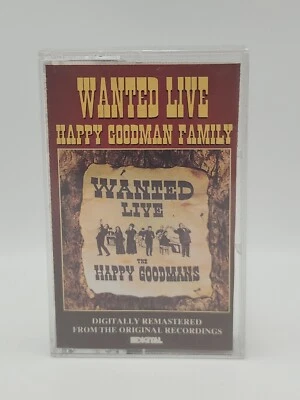 WANTED LIVE
HAPPY GOODMAN FAMILY
WANTED
LIVE
THE
HAPPY GOODMANS
DIGITALLY REMASTERED
FROM THE ORIGINAL RECORDINGS